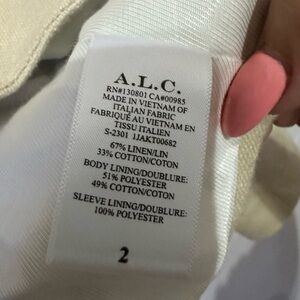 A.L.C.
RN#130801 CA#00985
MADE IN VIETNAM OF
ITALIAN FABRIC
FABRIQUÉ AU VIETNAM EN
TISSU ITALIEN
S-2301 1JAKT00682
67% LINEN/LIN
33% COTTON/COTON
BODY LINING/DOUBLURE:
51% POLYESTER
49% COTTON/COTON
SLEEVE LINING/DOUBLURE:
100% POLYESTER
2